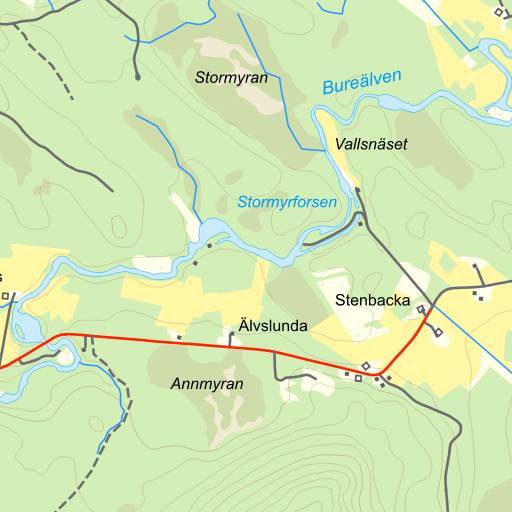 Stormyran
Bureälven
Vallsnäset
Stormyrforsen
s
Stenbacka
Älvslunda
Annmyran